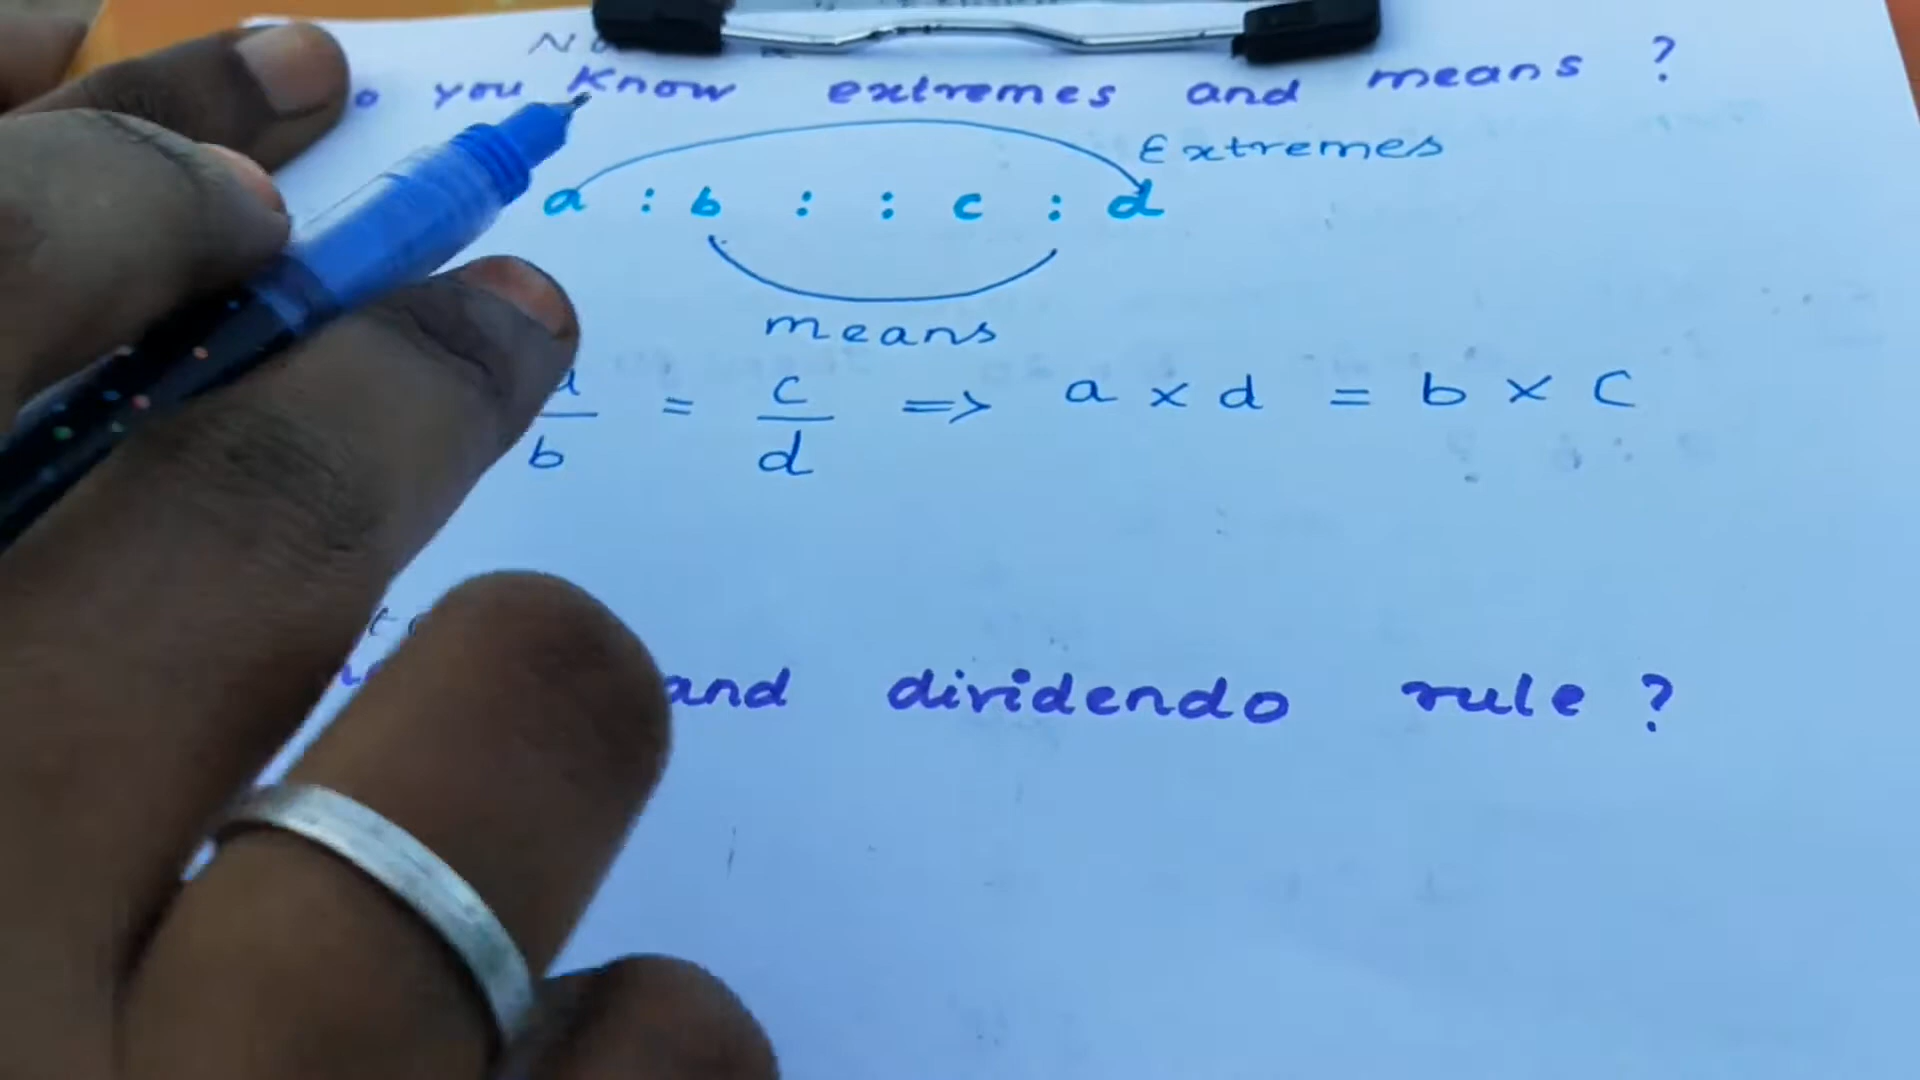 you know extremes and means ?
Extremes
a : b : : c : d
means
a/b = c/d => a x d = b x c
and dividendo rule ?